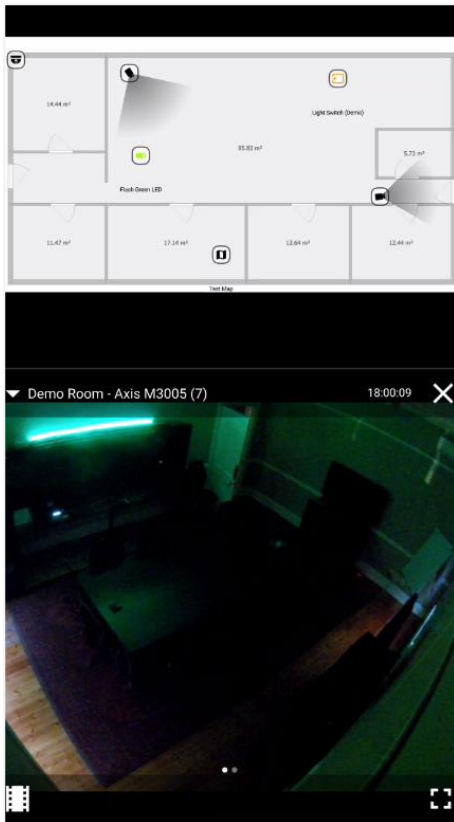 14.44 m²
Light Switch (Demo)
85.83 m²
5.73 m²
Flash Green LED
11.47 m²
17.14 m²
12.64 m²
12.44 m²
Test Map
Demo Room - Axis M3005 (7) 18:00:09